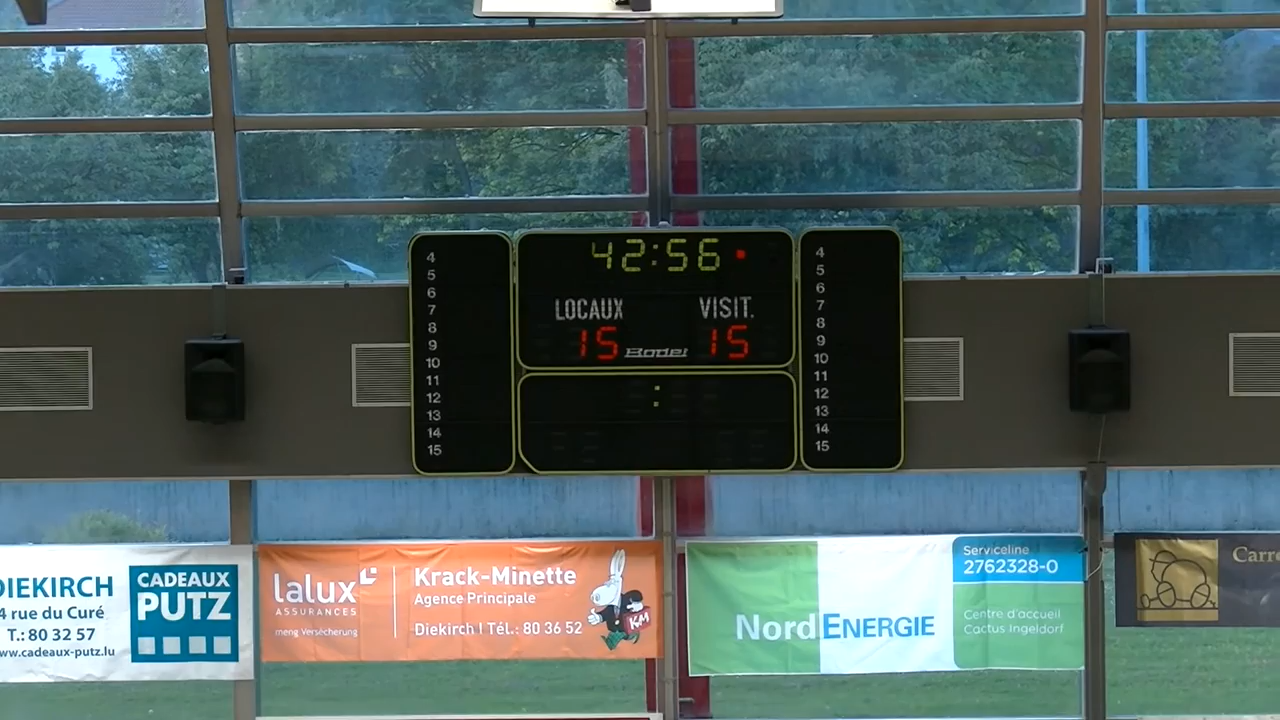 42:56
LOCAUX VISIT.
15 Bodet 15
:
4
5
6
7
8
9
10
11
12
13
14
15
4
5
6
7
8
9
10
11
12
13
14
15
DIEKIRCH
4 rue du Curé
T.: 80 32 57
www.cadeaux-putz.lu
CADEAUX
PUTZ
lalux
ASSURANCES
meng Versécherung
Krack-Minette
Agence Principale
Diekirch | Tél.: 80 36 52
KM
NordENERGIE
Serviceline
2762328-0
Centre d'accueil
Cactus Ingeldorf